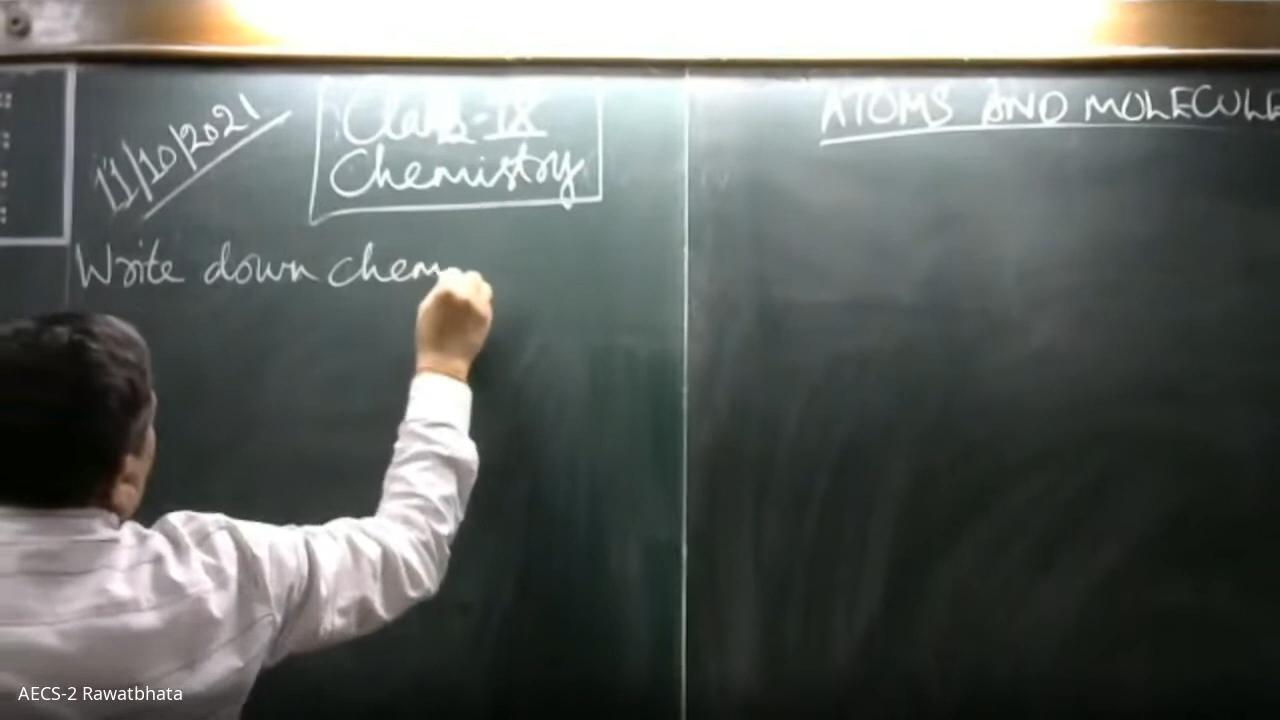 11/10/2021
Class-IX
Chemistry
ATOMS AND MOLECULE
Write down chem
AECS-2 Rawatbhata